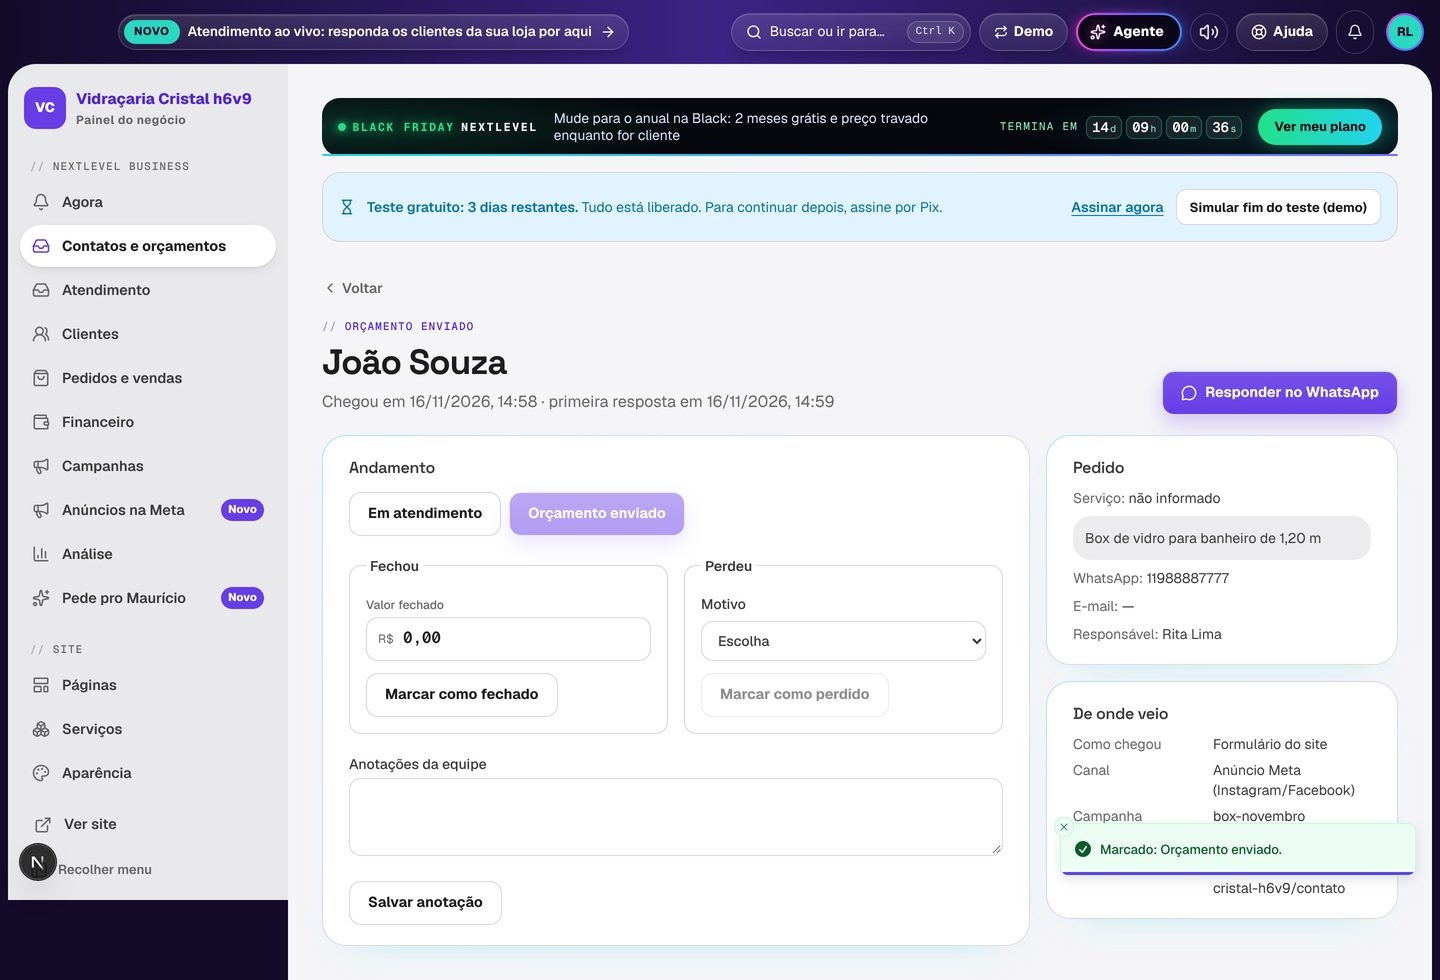 NOVO Atendimento ao vivo: responda os clientes da sua loja por aqui →
Buscar ou ir para... Ctrl K
Demo
Agente
Ajuda
RL
VC
Vidraçaria Cristal h6v9
Painel do negócio
// NEXTLEVEL BUSINESS
Agora
Contatos e orçamentos
Atendimento
Clientes
Pedidos e vendas
Financeiro
Campanhas
Anúncios na Meta Novo
Análise
Pede pro Maurício Novo
// SITE
Páginas
Serviços
Aparência
Ver site
N
Recolher menu
BLACK FRIDAY NEXTLEVEL
Mude para o anual na Black: 2 meses grátis e preço travado
enquanto for cliente
TERMINA EM 14d 09h 00m 36s
Ver meu plano
Teste gratuito: 3 dias restantes. Tudo está liberado. Para continuar depois, assine por Pix.
Assinar agora
Simular fim do teste (demo)
Voltar
// ORÇAMENTO ENVIADO
João Souza
Chegou em 16/11/2026, 14:58 · primeira resposta em 16/11/2026, 14:59
Responder no WhatsApp
Andamento
Em atendimento
Orçamento enviado
Fechou
Valor fechado
R$ 0,00
Marcar como fechado
Perdeu
Motivo
Escolha
Marcar como perdido
Anotações da equipe
Salvar anotação
Pedido
Serviço: não informado
Box de vidro para banheiro de 1,20 m
WhatsApp: 11988887777
E-mail: —
Responsável: Rita Lima
De onde veio
Como chegou Formulário do site
Canal Anúncio Meta
(Instagram/Facebook)
Campanha box-novembro
Marcado: Orçamento enviado.
cristal-h6v9/contato